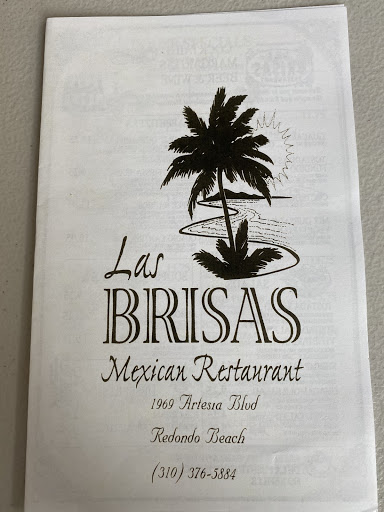 Las
BRISAS
Mexican Restaurant
1969 Artesia Blvd
Redondo Beach
(310) 376-5884